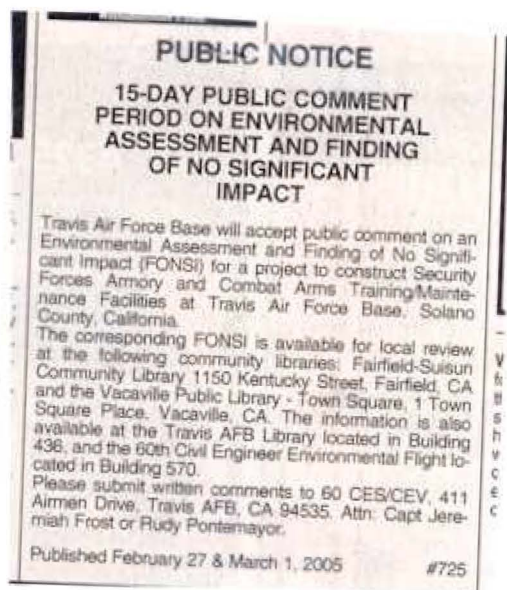 PUBLIC NOTICE
15-DAY PUBLIC COMMENT
PERIOD ON ENVIRONMENTAL
ASSESSMENT AND FINDING
OF NO SIGNIFICANT
IMPACT
Travis Air Force Base will accept public comment on an
Environmental Assessment and Finding of No Signifi-
cant Impact (FONSI) for a project to construct Security
Forces Armory and Combat Arms Training/Mainte-
nance Facilities at Travis Air Force Base, Solano
County, California.
The corresponding FONSI is available for local review
at the following community libraries: Fairfield-Suisun
Community Library 1150 Kentucky Street, Fairfield, CA
and the Vacaville Public Library - Town Square, 1 Town
Square Place, Vacaville, CA. The information is also
available at the Travis AFB Library located in Building
436, and the 60th Civil Engineer Environmental Flight lo-
cated in Building 570.
Please submit written comments to 60 CES/CEV, 411
Airmen Drive, Travis AFB, CA 94535. Attn: Capt Jere-
miah Frost or Rudy Pontemayor.
Published February 27 & March 1, 2005 #725